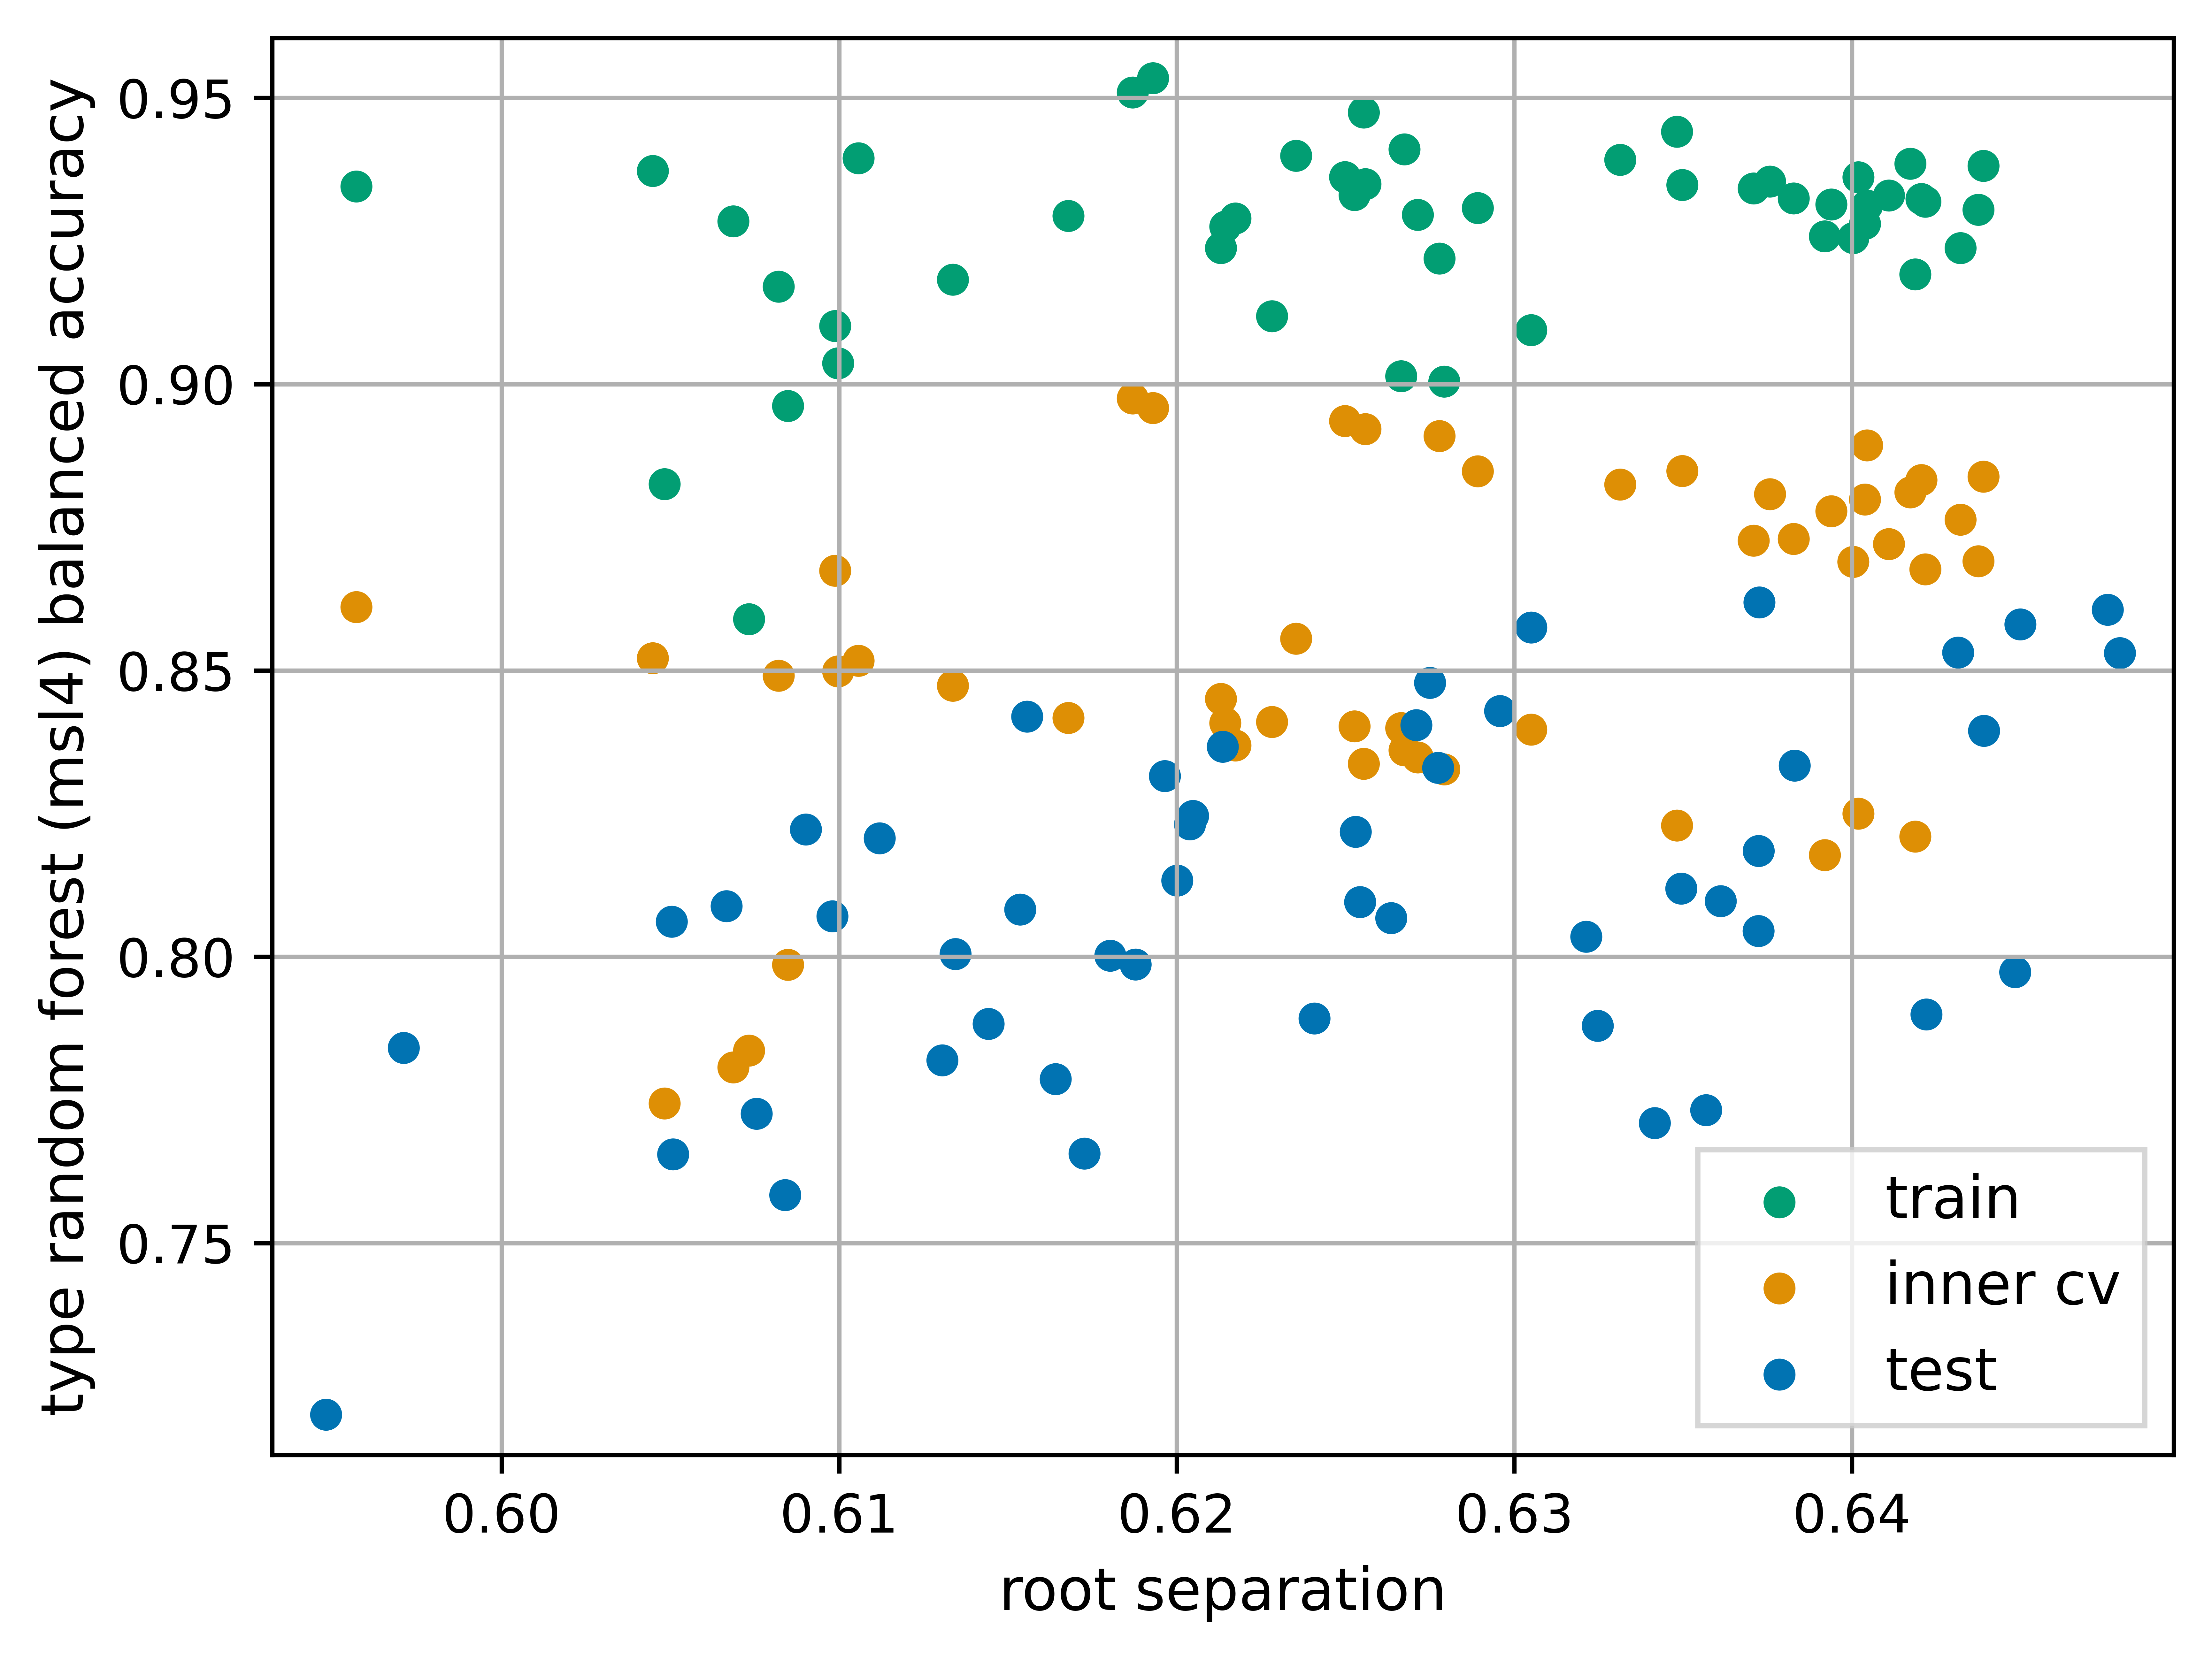 type random forest (msl4) balanced accuracy
0.95
0.90
0.85
0.80
0.75
train
inner cv
test
0.60
0.61
0.62
0.63
0.64
root separation